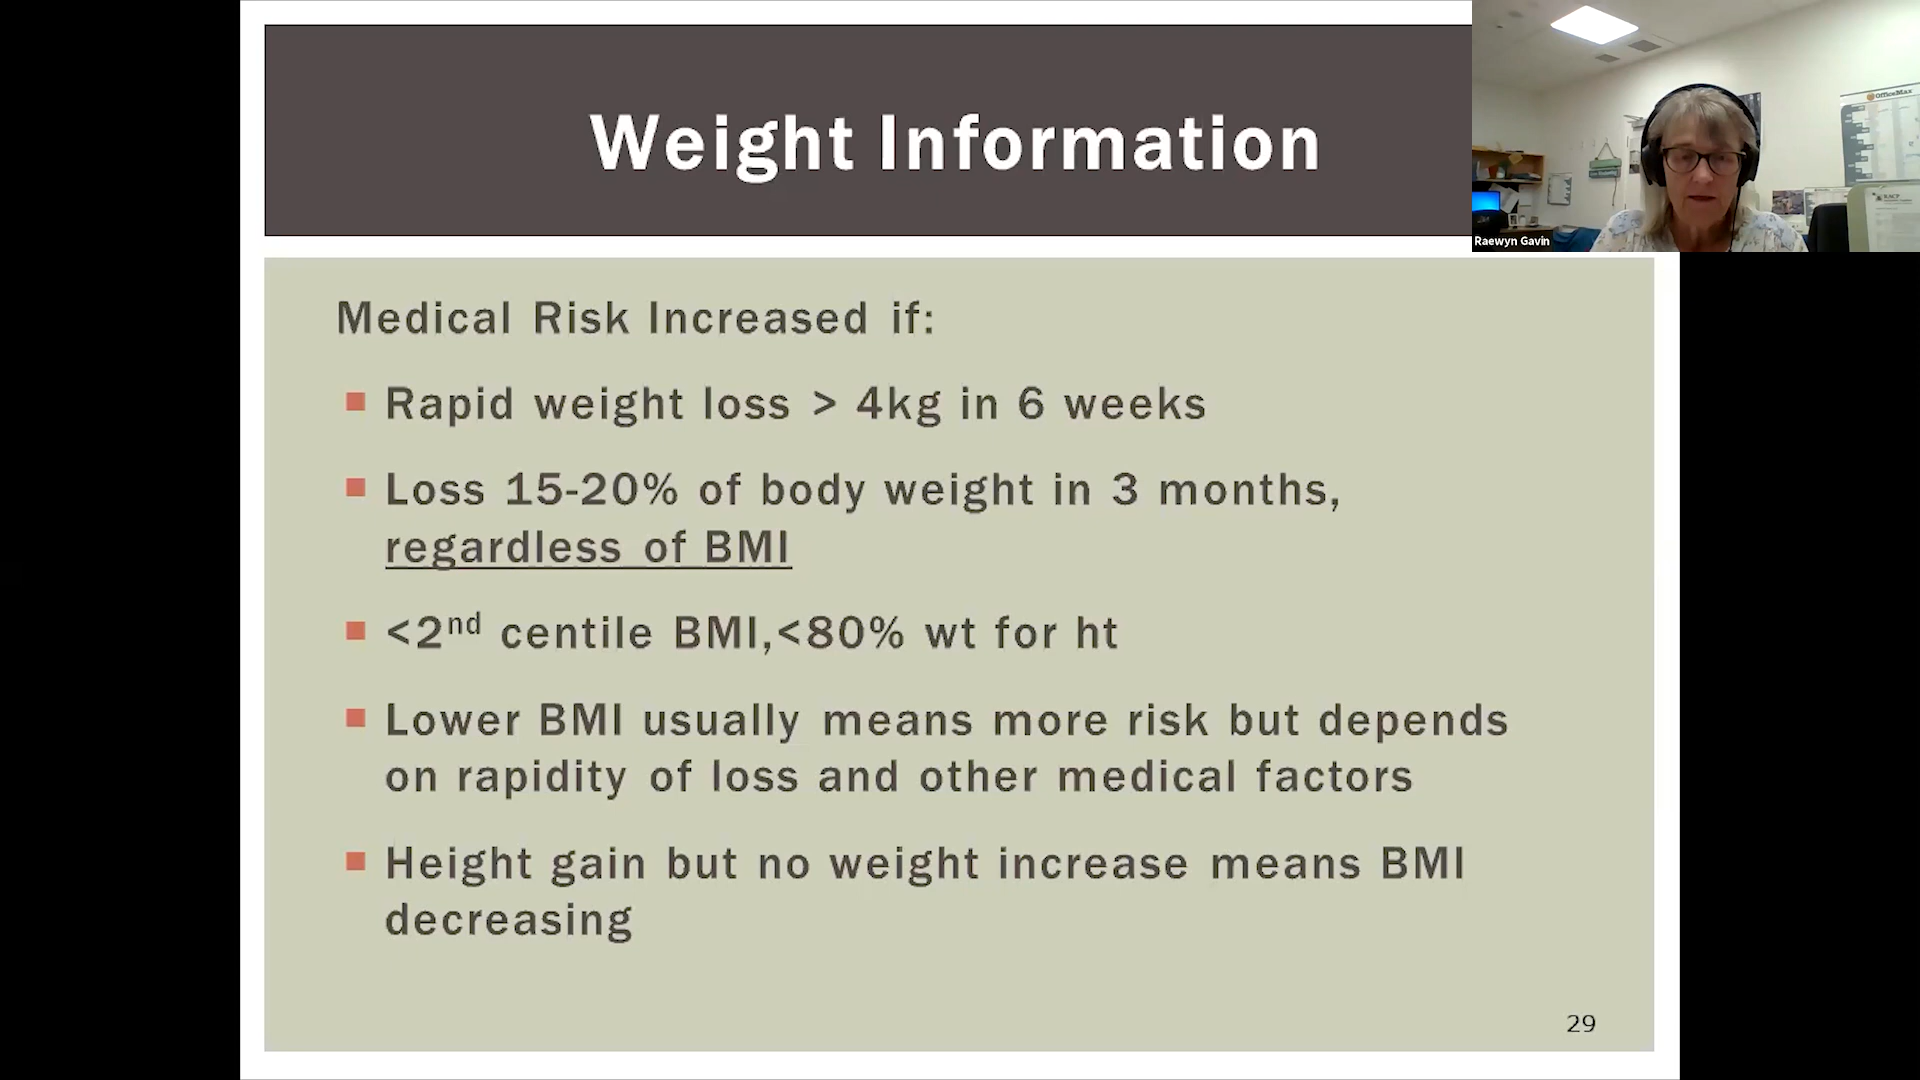 Weight Information
OfficeMax
RACP
Raewyn Gavin
Medical Risk Increased if:
Rapid weight loss > 4kg in 6 weeks
Loss 15-20% of body weight in 3 months,
regardless of BMI
<2nd centile BMI,<80% wt for ht
Lower BMI usually means more risk but depends
on rapidity of loss and other medical factors
Height gain but no weight increase means BMI
decreasing
29